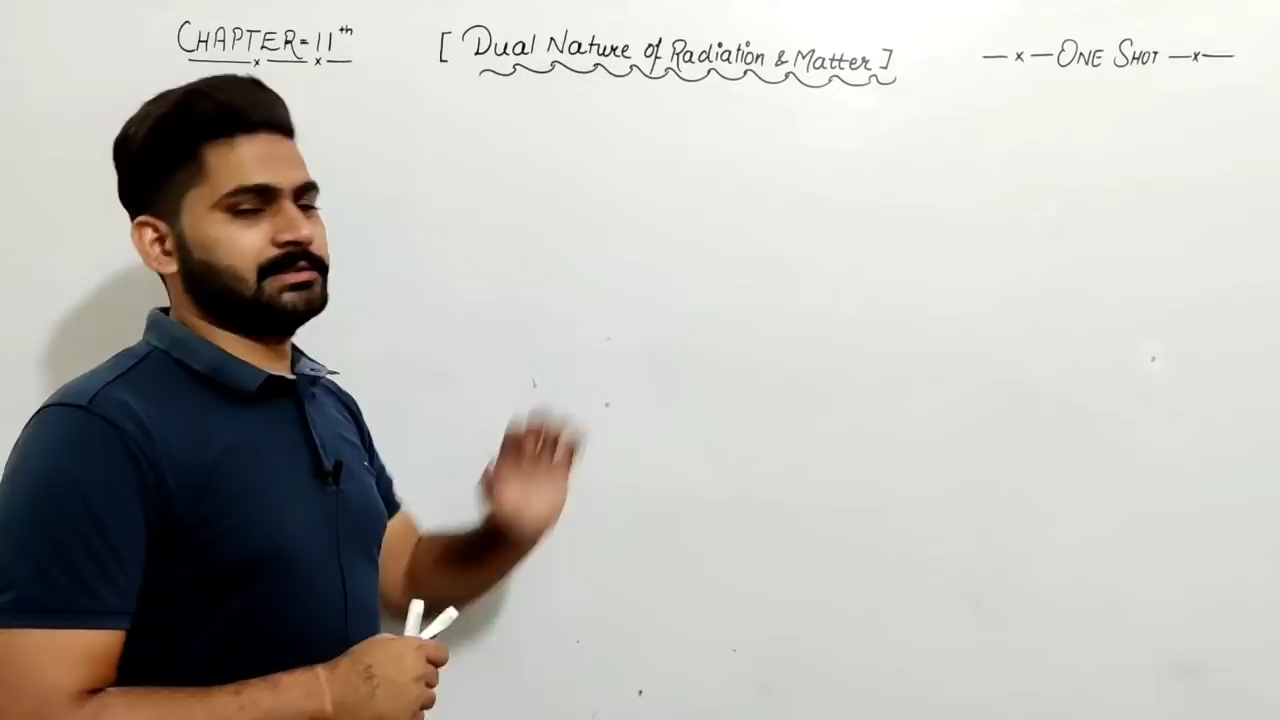 CHAPTER=11th [Dual Nature of Radiation & Matter] —x—ONE SHOT—x—